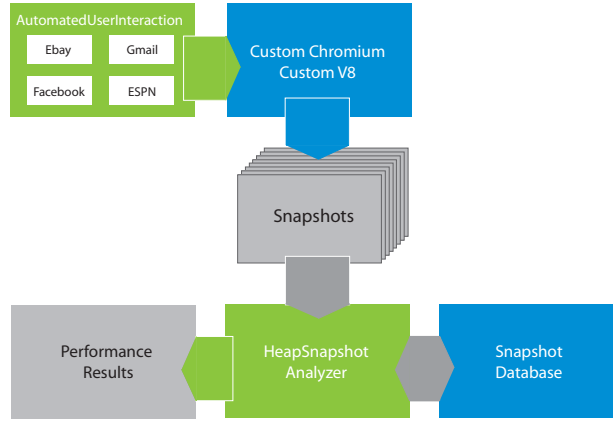 AutomatedUserInteraction
Ebay
Gmail
Facebook
ESPN
Custom Chromium
Custom V8
Snapshots
Performance
Results
HeapSnapshot
Analyzer
Snapshot
Database